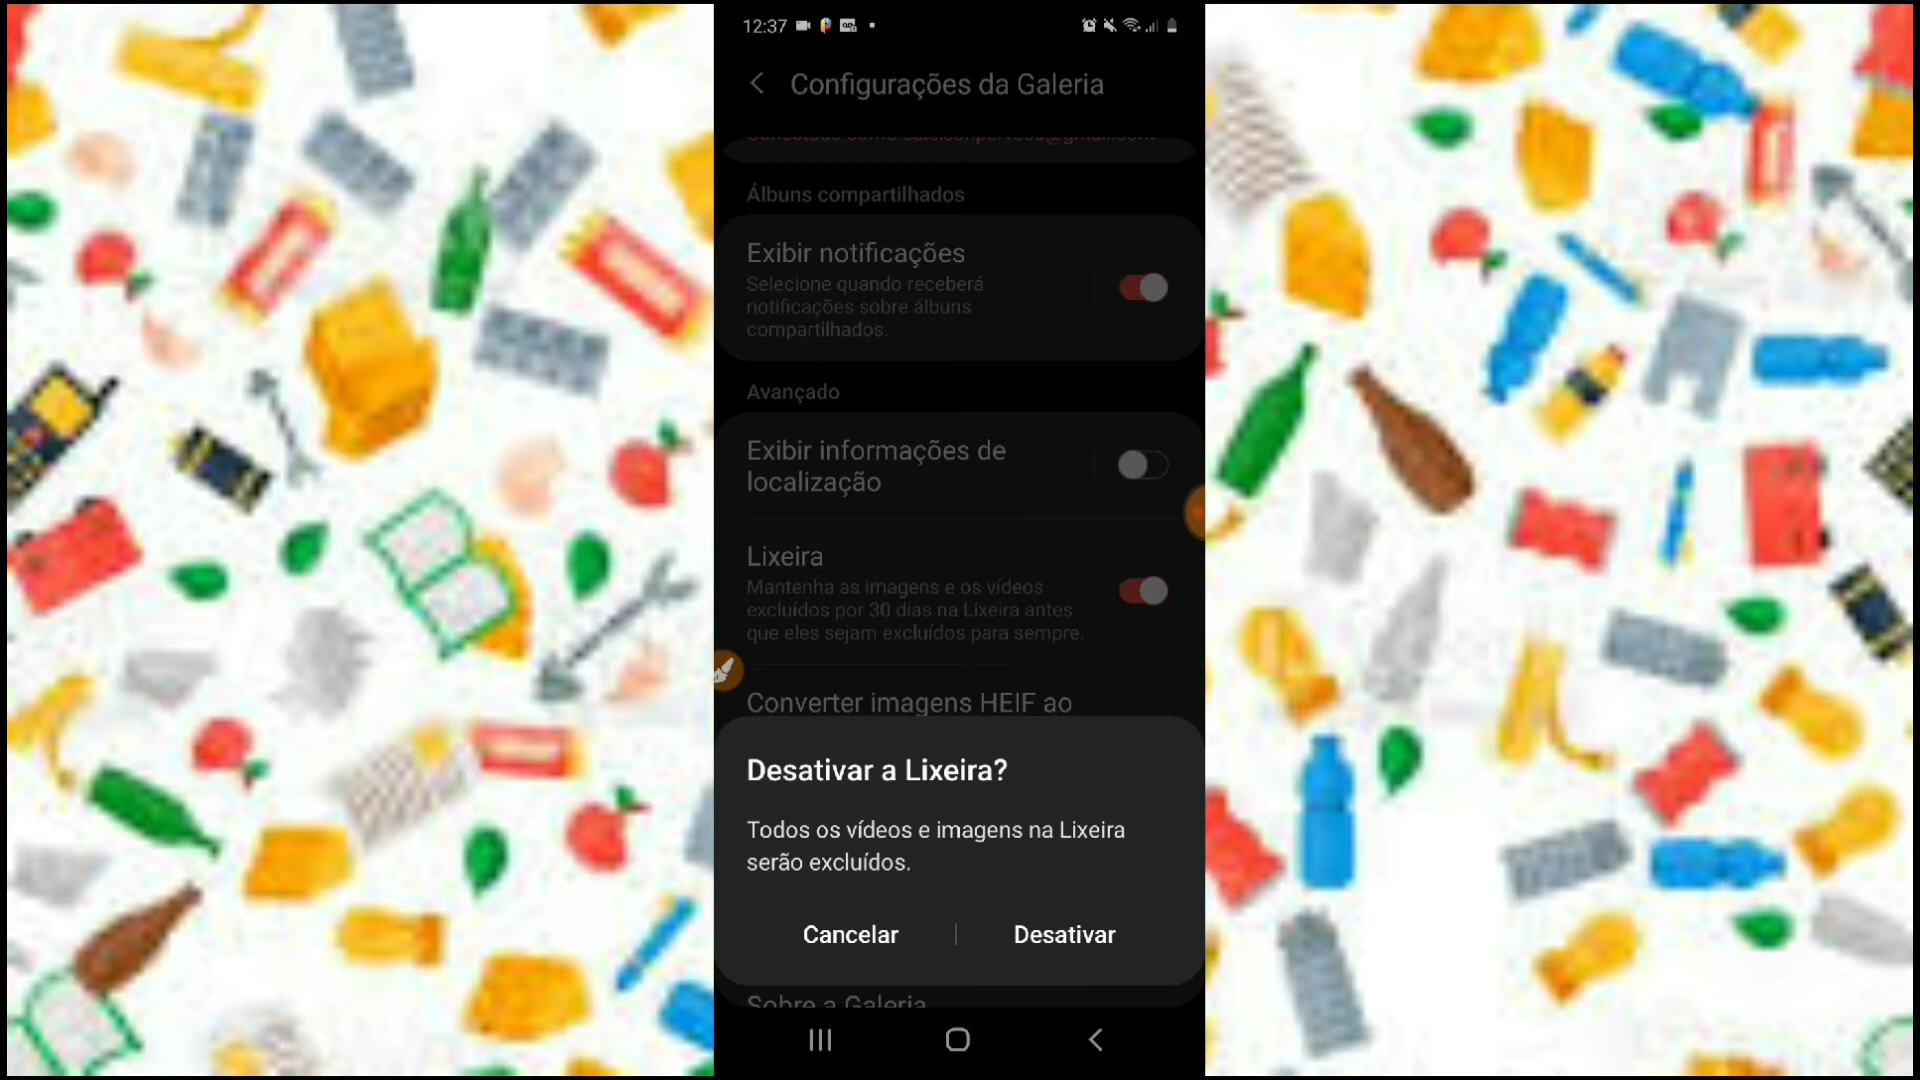 12:37
Configurações da Galeria
Álbuns compartilhados
Exibir notificações
Selecione quando receberá
notificações sobre álbuns
compartilhados.
Avançado
Exibir informações de
localização
Lixeira
Mantenha as imagens e os vídeos
excluídos por 30 dias na Lixeira antes
que eles sejam excluídos para sempre.
Converter imagens HEIF ao
Desativar a Lixeira?
Todos os vídeos e imagens na Lixeira
serão excluídos.
Cancelar
Desativar
Sobre a Galeria